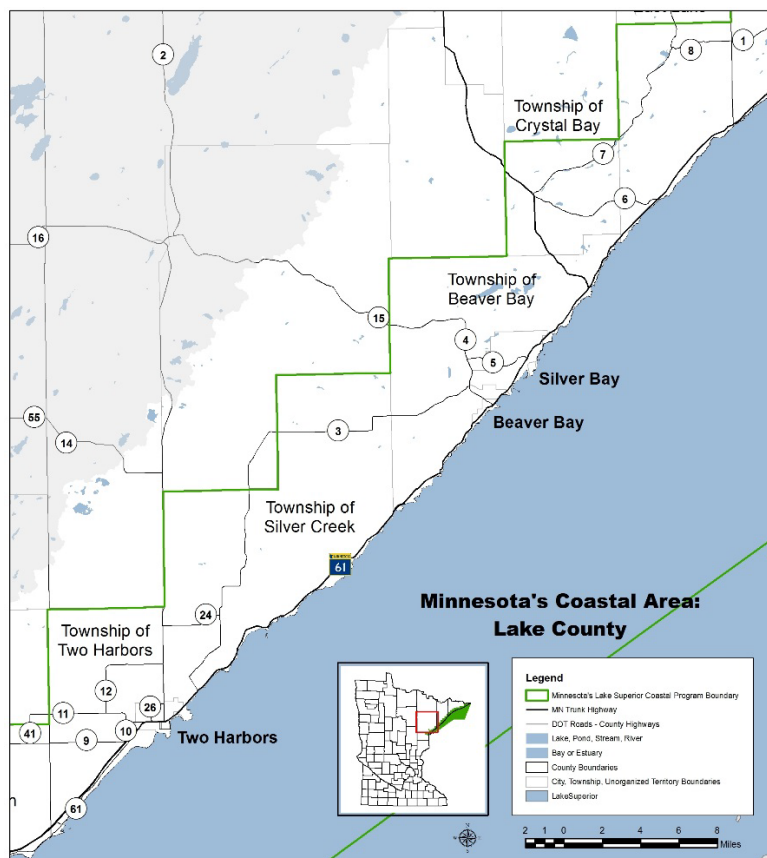 2
8
1
Township of
Crystal Bay
7
6
16
Township of
Beaver Bay
15
4
5
Silver Bay
Beaver Bay
55
14
3
Township of
Silver Creek
61
24
Minnesota's Coastal Area:
Lake County
Township of
Two Harbors
12
11
26
41
10
9
Two Harbors
61
Legend
Minnesota's Lake Superior Coastal Program Boundary
MN Trunk Highway
DOT Roads - County Highways
Lake, Pond, Stream, River
Bay or Estuary
County Boundaries
City, Township, Unorganized Territory Boundaries
LakeSuperior
2 1 0 2 4 6 8
Miles